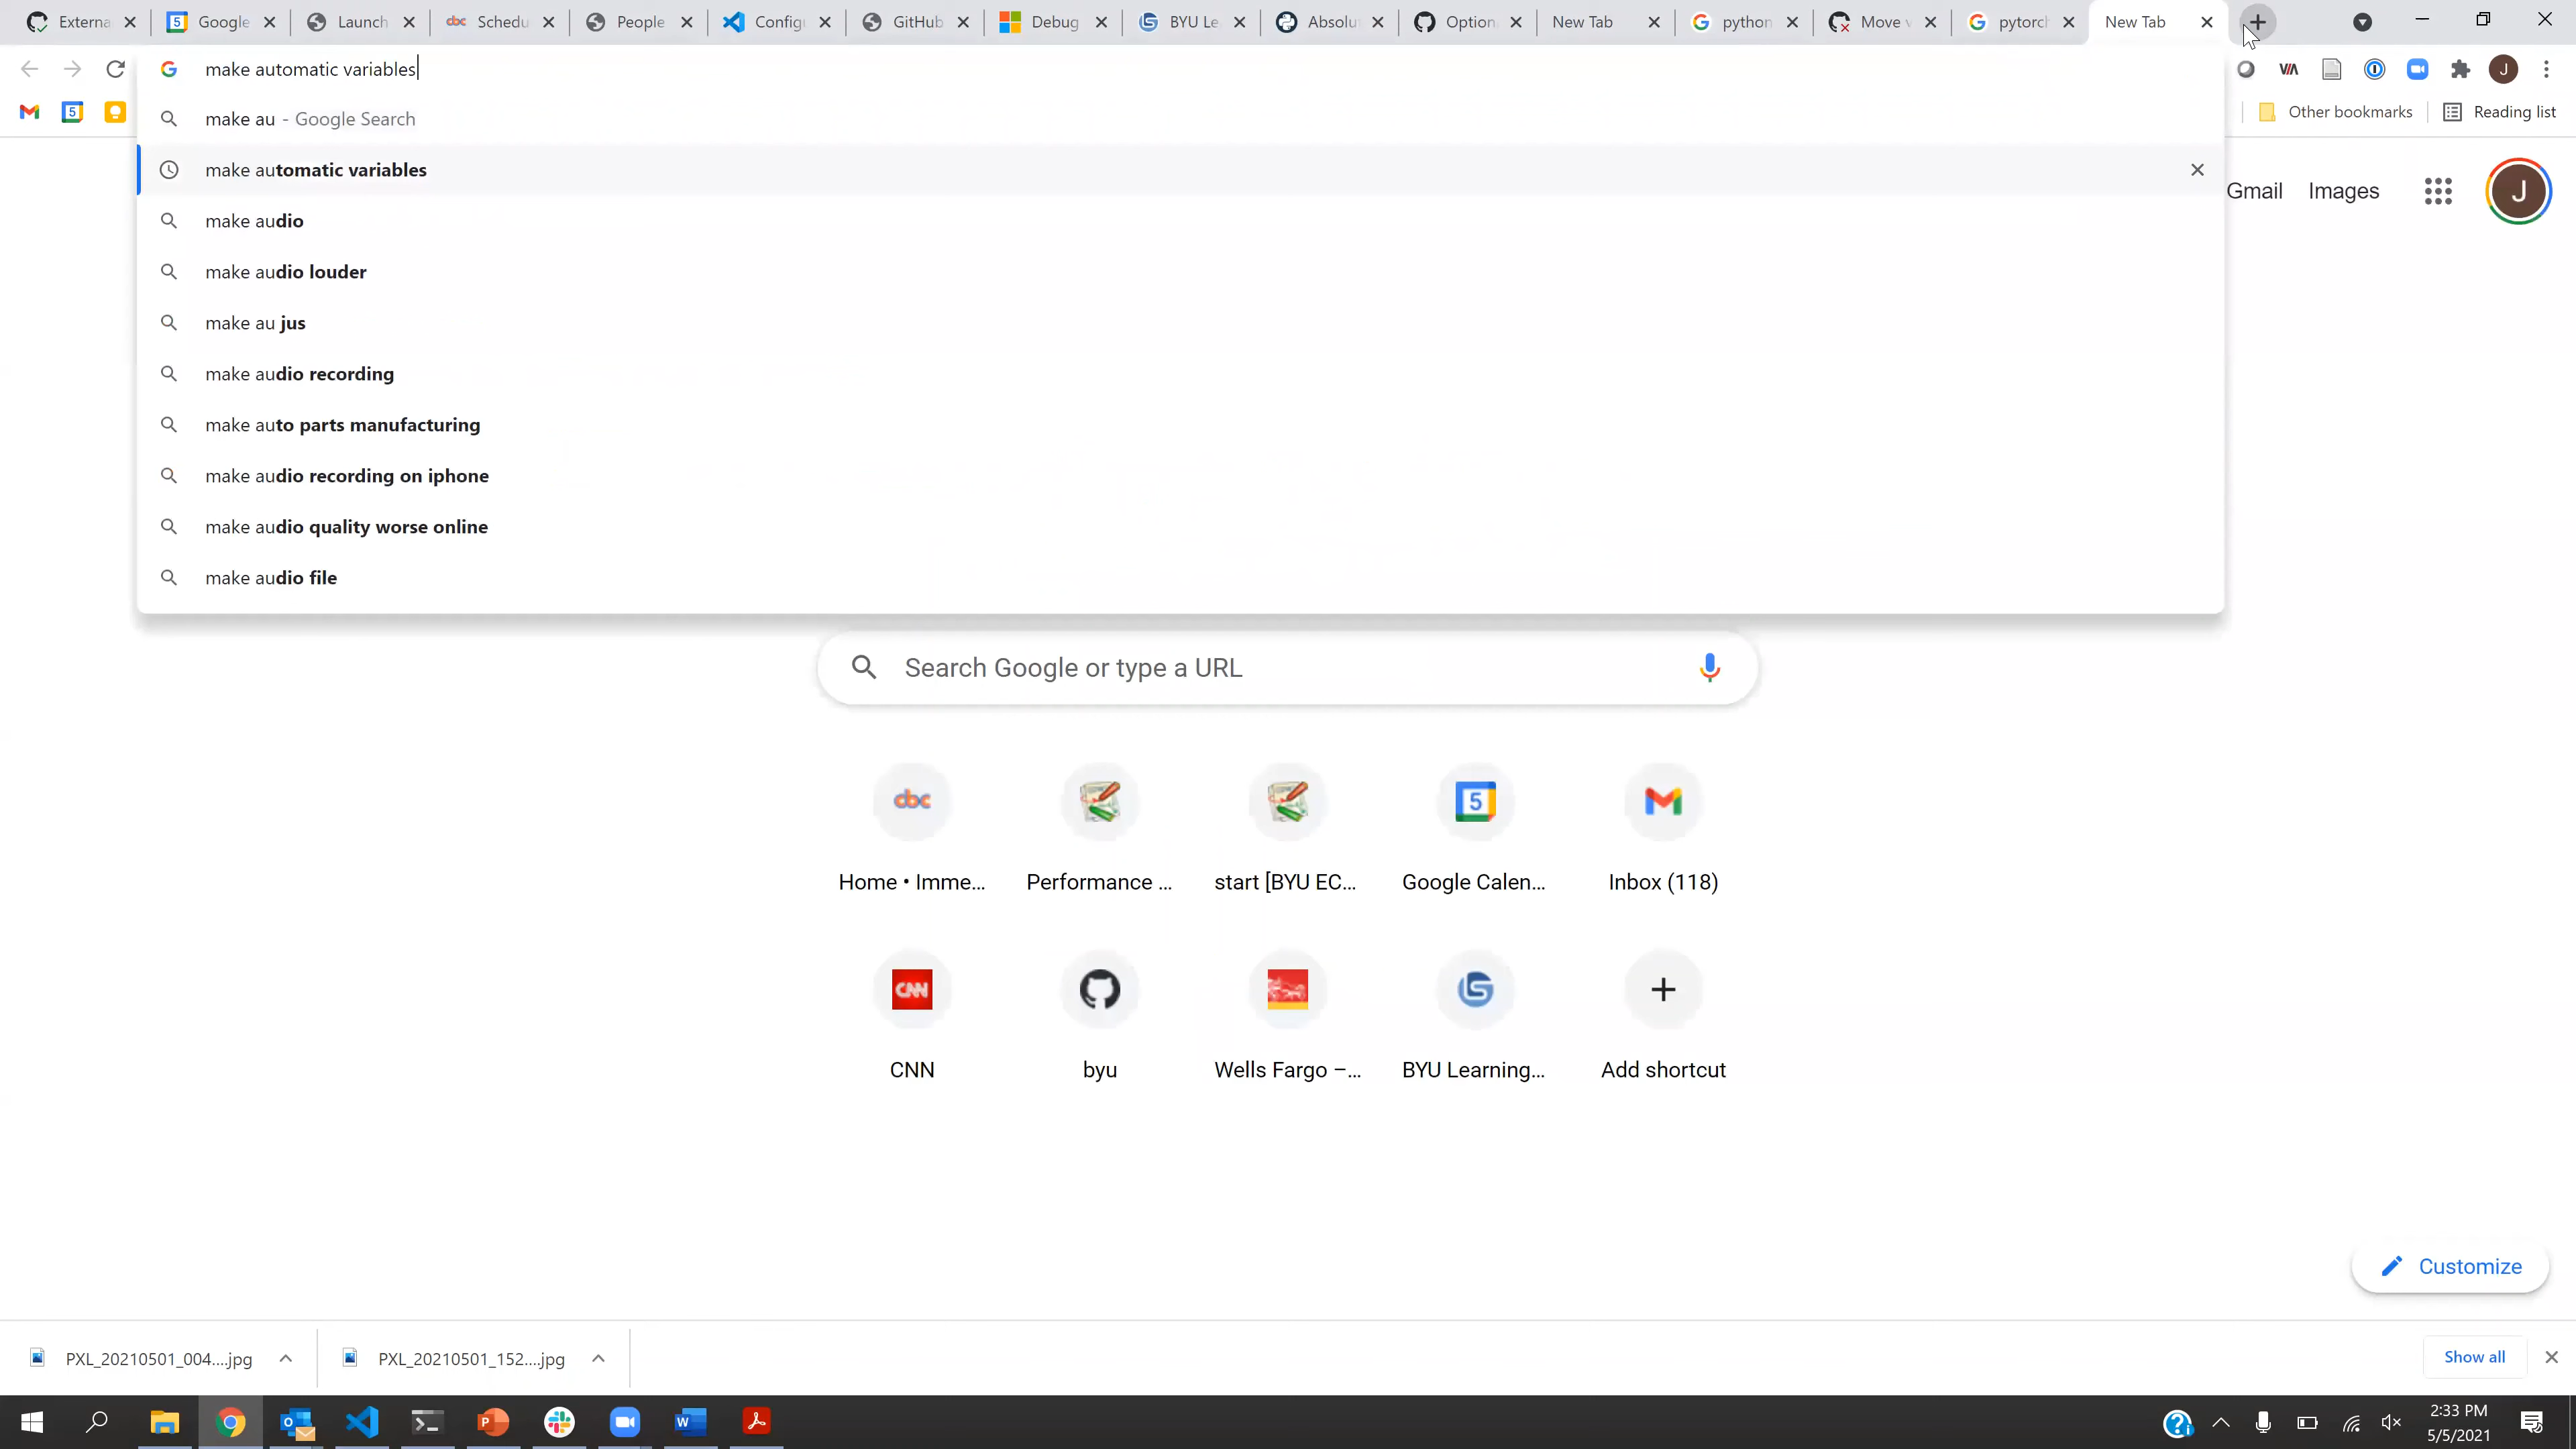 Externa Google Launch Schedu People Config GitHub Debug BYU Le Absolu Option New Tab python Move v pytorch New Tab
make automatic variables
Other bookmarks Reading list
make au - Google Search
make automatic variables
Gmail Images J
make audio
make audio louder
make au jus
make audio recording
make auto parts manufacturing
make audio recording on iphone
make audio quality worse online
make audio file
Search Google or type a URL
Home • Imme... Performance ... start [BYU EC... Google Calen... Inbox (118)
CNN byu Wells Fargo –... BYU Learning... Add shortcut
Customize
PXL_20210501_004....jpg PXL_20210501_152....jpg Show all
2:33 PM
5/5/2021